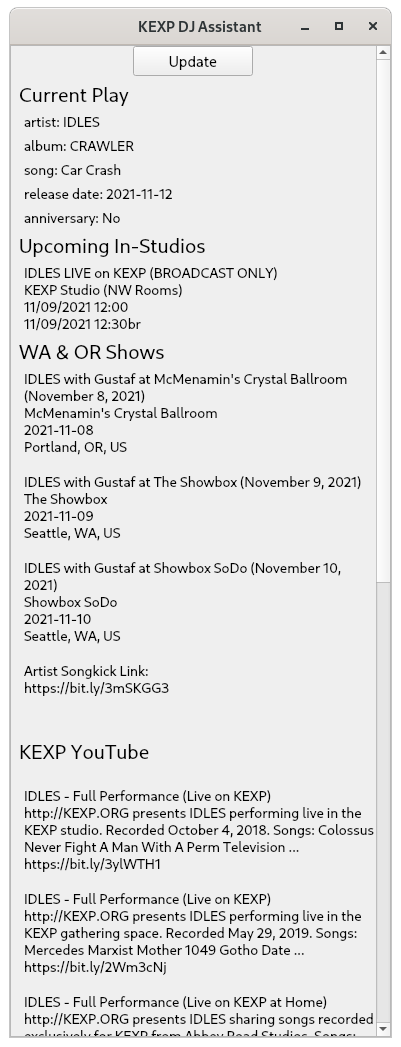 KEXP DJ Assistant
Update
Current Play
artist: IDLES
album: CRAWLER
song: Car Crash
release date: 2021-11-12
anniversary: No
Upcoming In-Studios
IDLES LIVE on KEXP (BROADCAST ONLY)
KEXP Studio (NW Rooms)
11/09/2021 12:00
11/09/2021 12:30br
WA & OR Shows
IDLES with Gustaf at McMenamin's Crystal Ballroom
(November 8, 2021)
McMenamin's Crystal Ballroom
2021-11-08
Portland, OR, US
IDLES with Gustaf at The Showbox (November 9, 2021)
The Showbox
2021-11-09
Seattle, WA, US
IDLES with Gustaf at Showbox SoDo (November 10,
2021)
Showbox SoDo
2021-11-10
Seattle, WA, US
Artist Songkick Link:
https://bit.ly/3mSKGG3
KEXP YouTube
IDLES - Full Performance (Live on KEXP)
http://KEXP.ORG presents IDLES performing live in the
KEXP studio. Recorded October 4, 2018. Songs: Colossus
Never Fight A Man With A Perm Television ...
https://bit.ly/3ylWTH1
IDLES - Full Performance (Live on KEXP)
http://KEXP.ORG presents IDLES performing live in the
KEXP gathering space. Recorded May 29, 2019. Songs:
Mercedes Marxist Mother 1049 Gotho Date ...
https://bit.ly/2Wm3cNj
IDLES - Full Performance (Live on KEXP at Home)
http://KEXP.ORG presents IDLES sharing songs recorded
exclusively for KEXP from Abbey Road Studios. Songs: